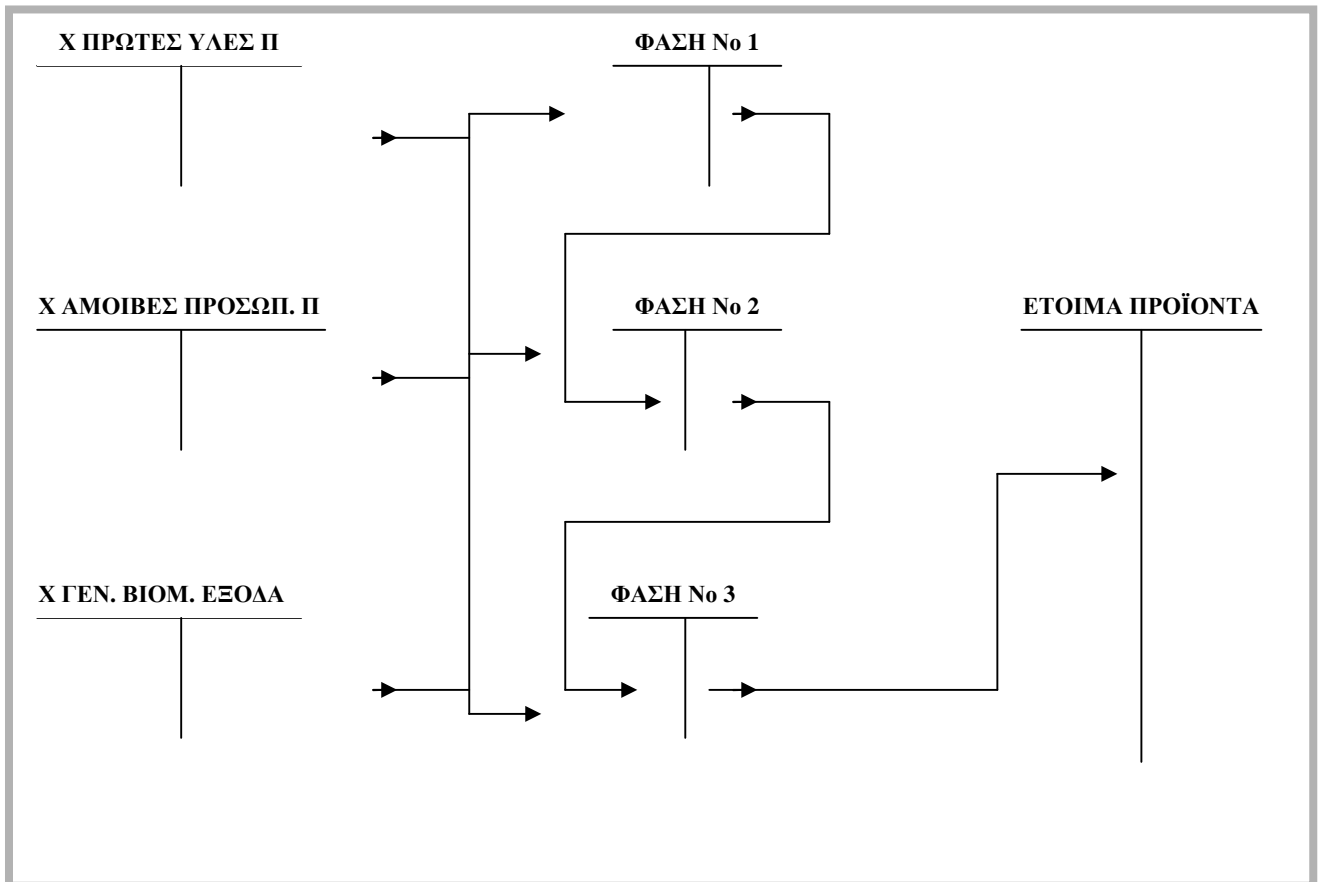 Χ ΠΡΩΤΕΣ ΥΛΕΣ Π
ΦΑΣΗ Νο 1
Χ ΑΜΟΙΒΕΣ ΠΡΟΣΩΠ. Π
ΦΑΣΗ Νο 2
ΕΤΟΙΜΑ ΠΡΟΪΟΝΤΑ
Χ ΓΕΝ. ΒΙΟΜ. ΕΞΟΔΑ
ΦΑΣΗ Νο 3